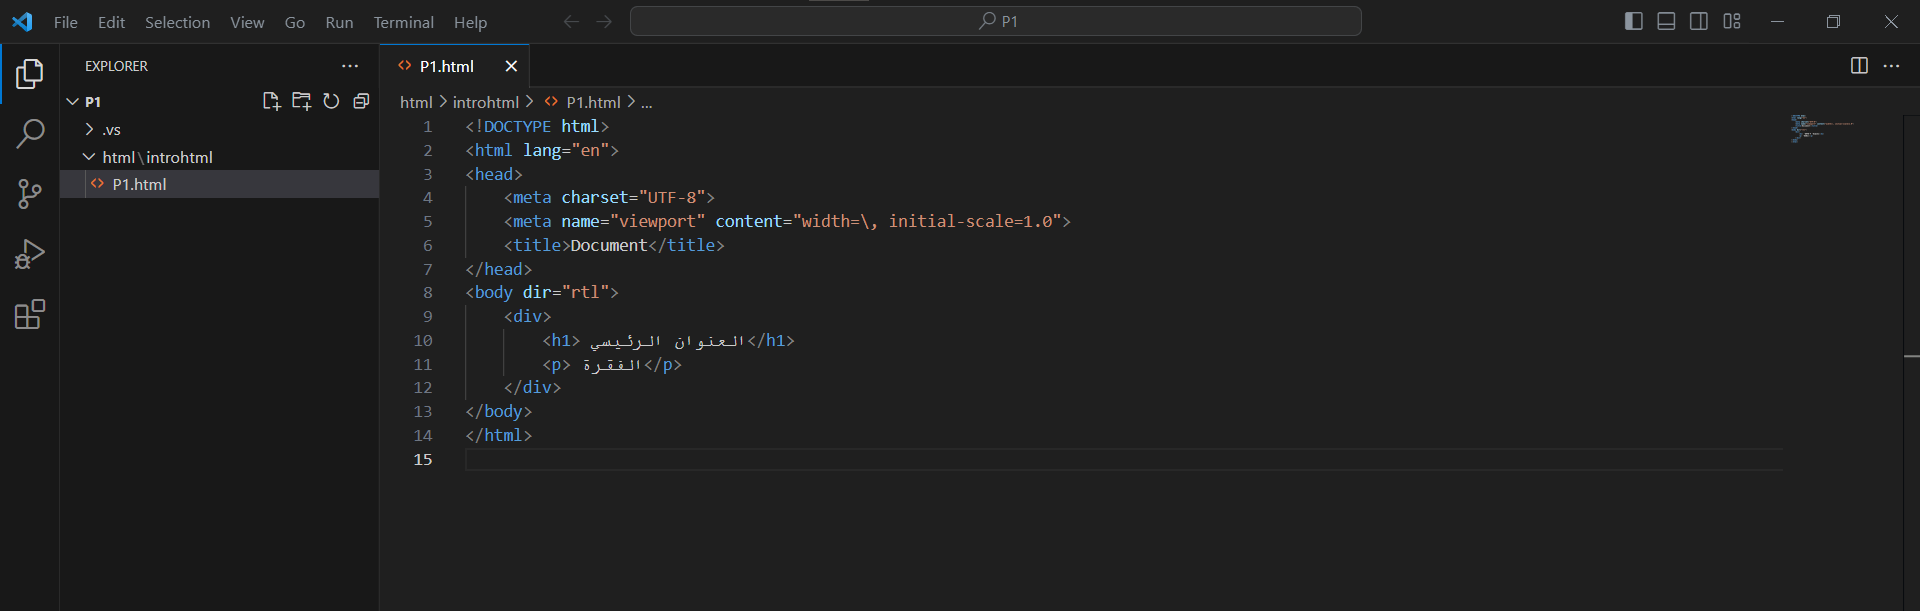 File Edit Selection View Go Run Terminal Help
P1
EXPLORER
P1
.vs
html\introhtml
P1.html
P1.html
html > introhtml > P1.html > ...
1 <!DOCTYPE html>
2 <html lang="en">
3 <head>
4 <meta charset="UTF-8">
5 <meta name="viewport" content="width=\, initial-scale=1.0">
6 <title>Document</title>
7 </head>
8 <body dir="rtl">
9 <div>
10 <h1> العنوان الرئيسي</h1>
11 <p> الفقرة</p>
12 </div>
13 </body>
14 </html>
15